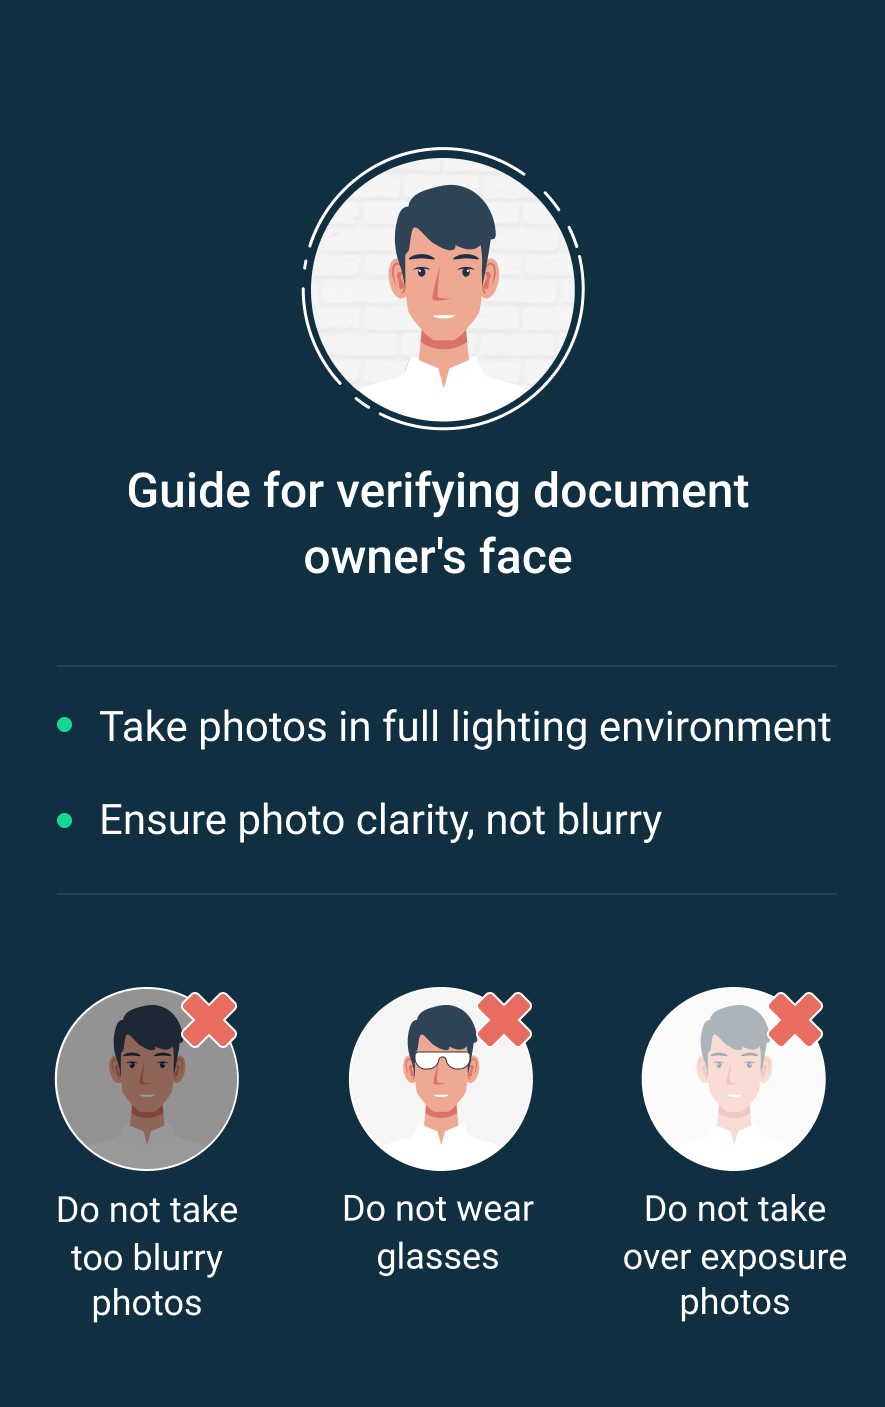 Guide for verifying document
owner's face
Take photos in full lighting environment
Ensure photo clarity, not blurry
Do not take
too blurry
photos
Do not wear
glasses
Do not take
over exposure
photos